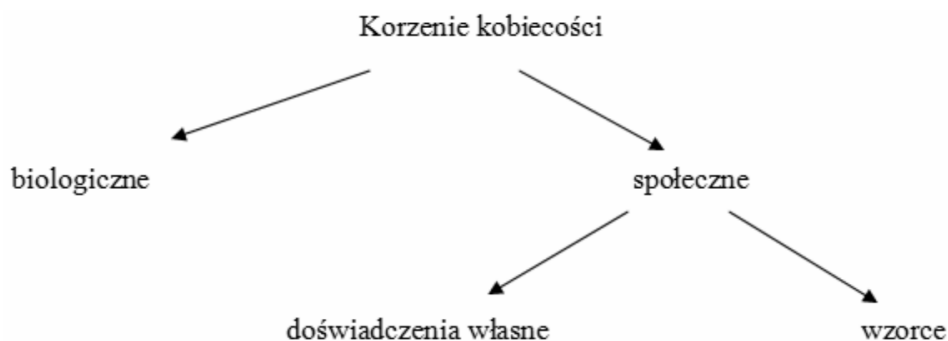 Korzenie kobiecości
biologiczne
społeczne
doświadczenia własne
wzorce